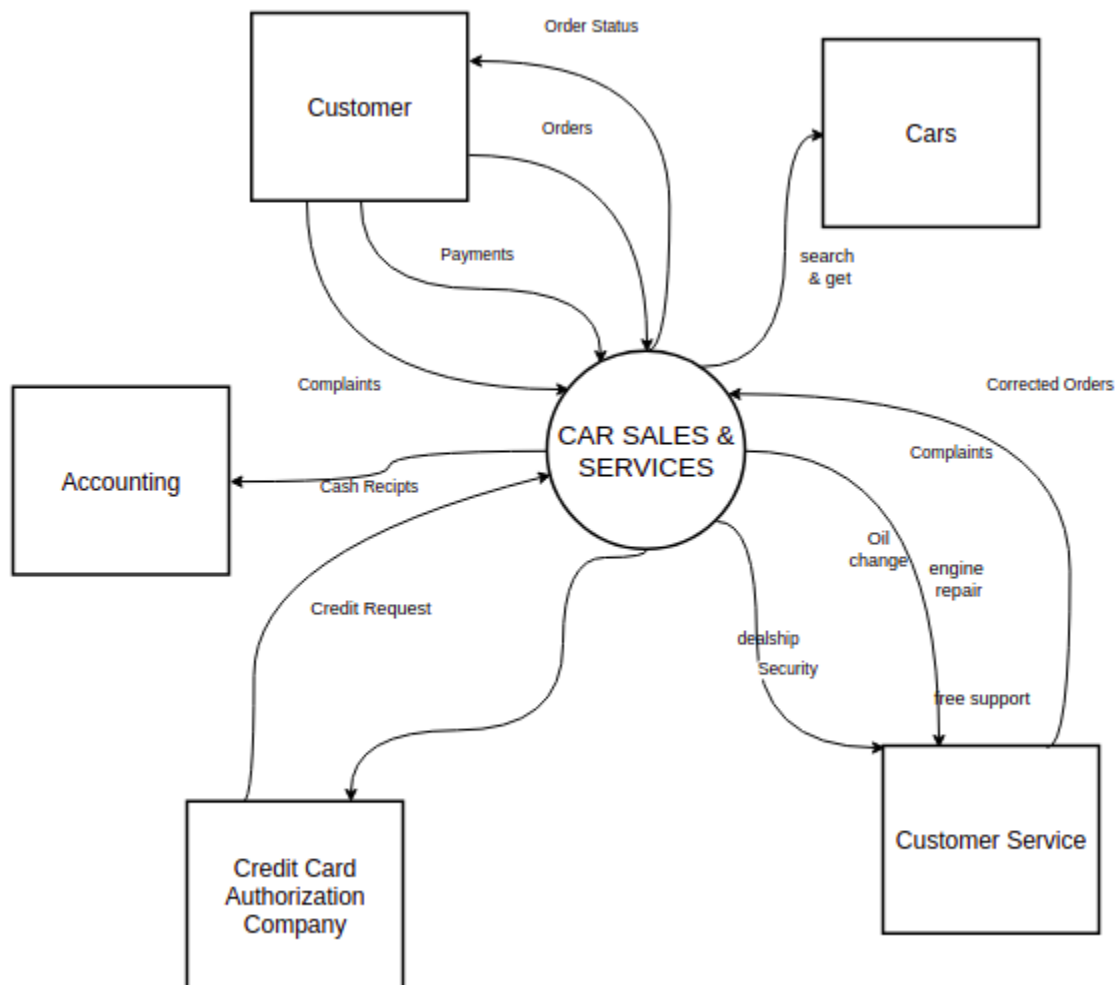 Order Status
Customer
Cars
Orders
Payments
search
& get
Complaints
Corrected Orders
CAR SALES &
SERVICES
Complaints
Accounting
Cash Recipts
Oil
change
engine
repair
Credit Request
dealship
Security
free support
Customer Service
Credit Card
Authorization
Company